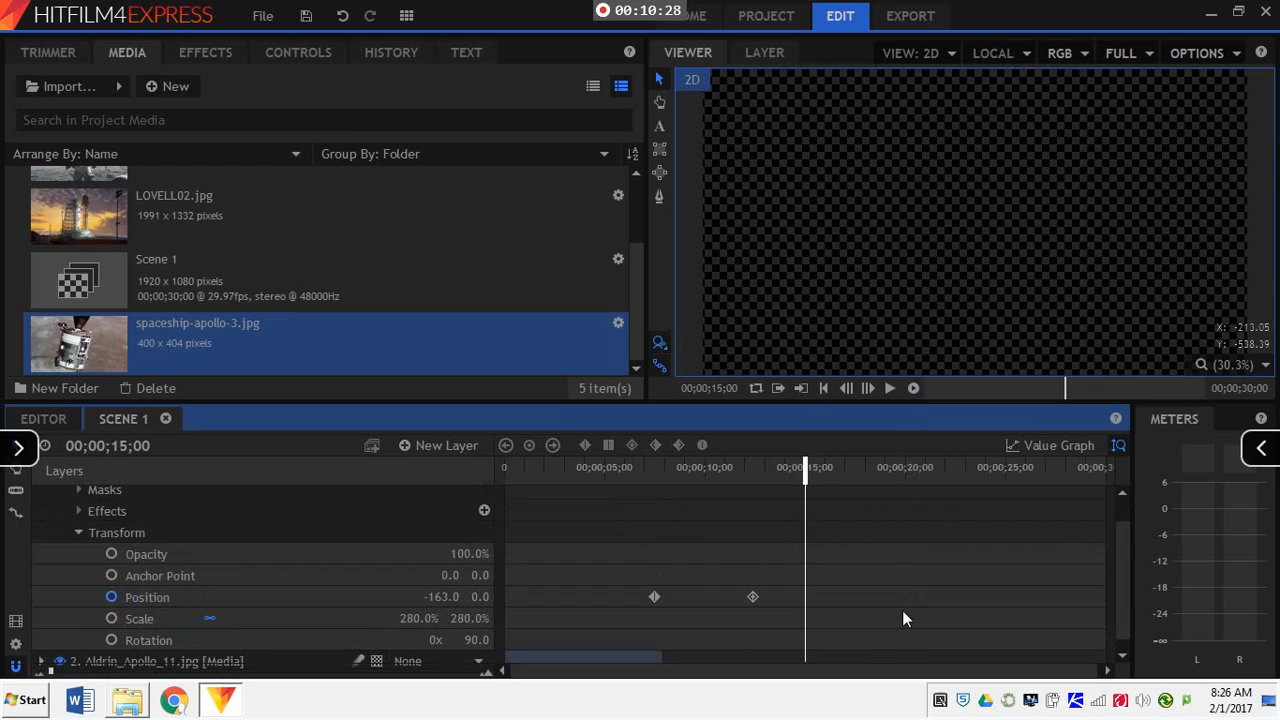 HITFILM4EXPRESS File 00:10:28 HOME PROJECT EDIT EXPORT
TRIMMER MEDIA EFFECTS CONTROLS HISTORY TEXT VIEWER LAYER VIEW: 2D LOCAL RGB FULL OPTIONS
Import... New 2D
Search in Project Media
Arrange By: Name Group By: Folder
LOVELL02.jpg
1991 x 1332 pixels
Scene 1
1920 x 1080 pixels
00;00;30;00 @ 29.97fps, stereo @ 48000Hz
spaceship-apollo-3.jpg
400 x 404 pixels
X: -213.05
Y: -538.39
(30.3%)
New Folder Delete 5 item(s) 00;00;15;00 00;00;30;00
EDITOR SCENE 1 METERS
00;00;15;00 New Layer Value Graph
Layers 0 00;00;05;00 00;00;10;00 00;00;15;00 00;00;20;00 00;00;25;00 00;00;3
Masks
Effects
Transform
Opacity 100.0%
Anchor Point 0.0 0.0
Position -163.0 0.0
Scale 280.0% 280.0%
Rotation 0x 90.0
2. Aldrin_Apollo_11.jpg [Media] None
6
0
-6
-12
-18
-24
-∞
L R
Start 8:26 AM
2/1/2017